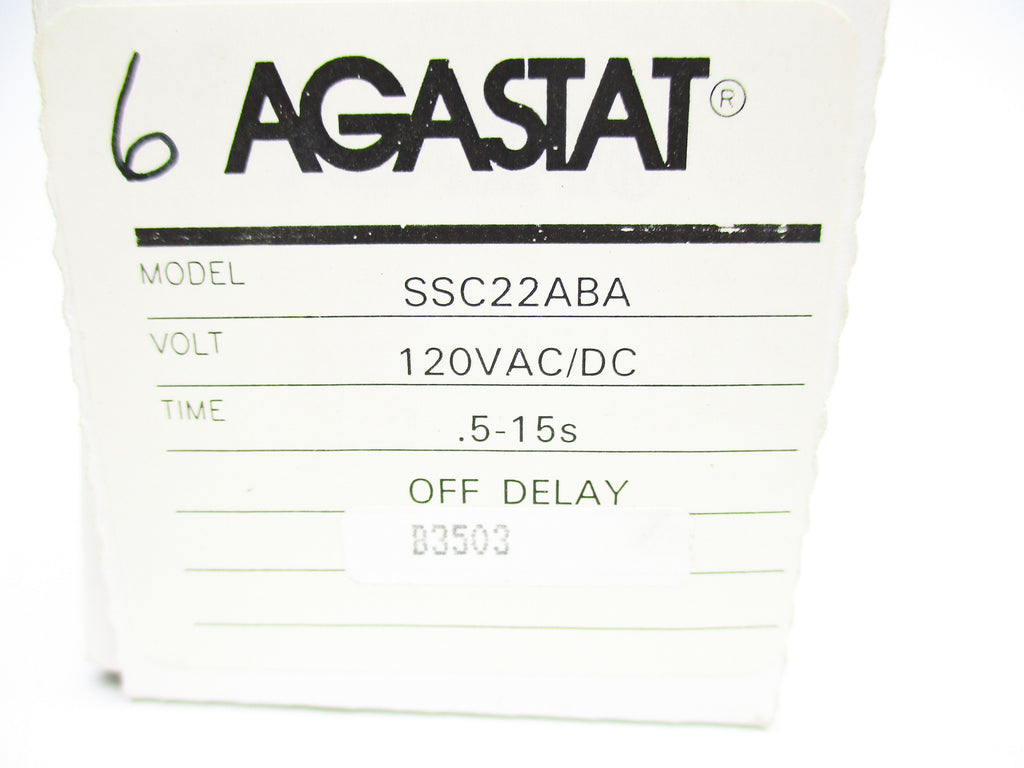 6 AGASTAT®
MODEL SSC22ABA
VOLT 120VAC/DC
TIME .5-15s
OFF DELAY
B3503